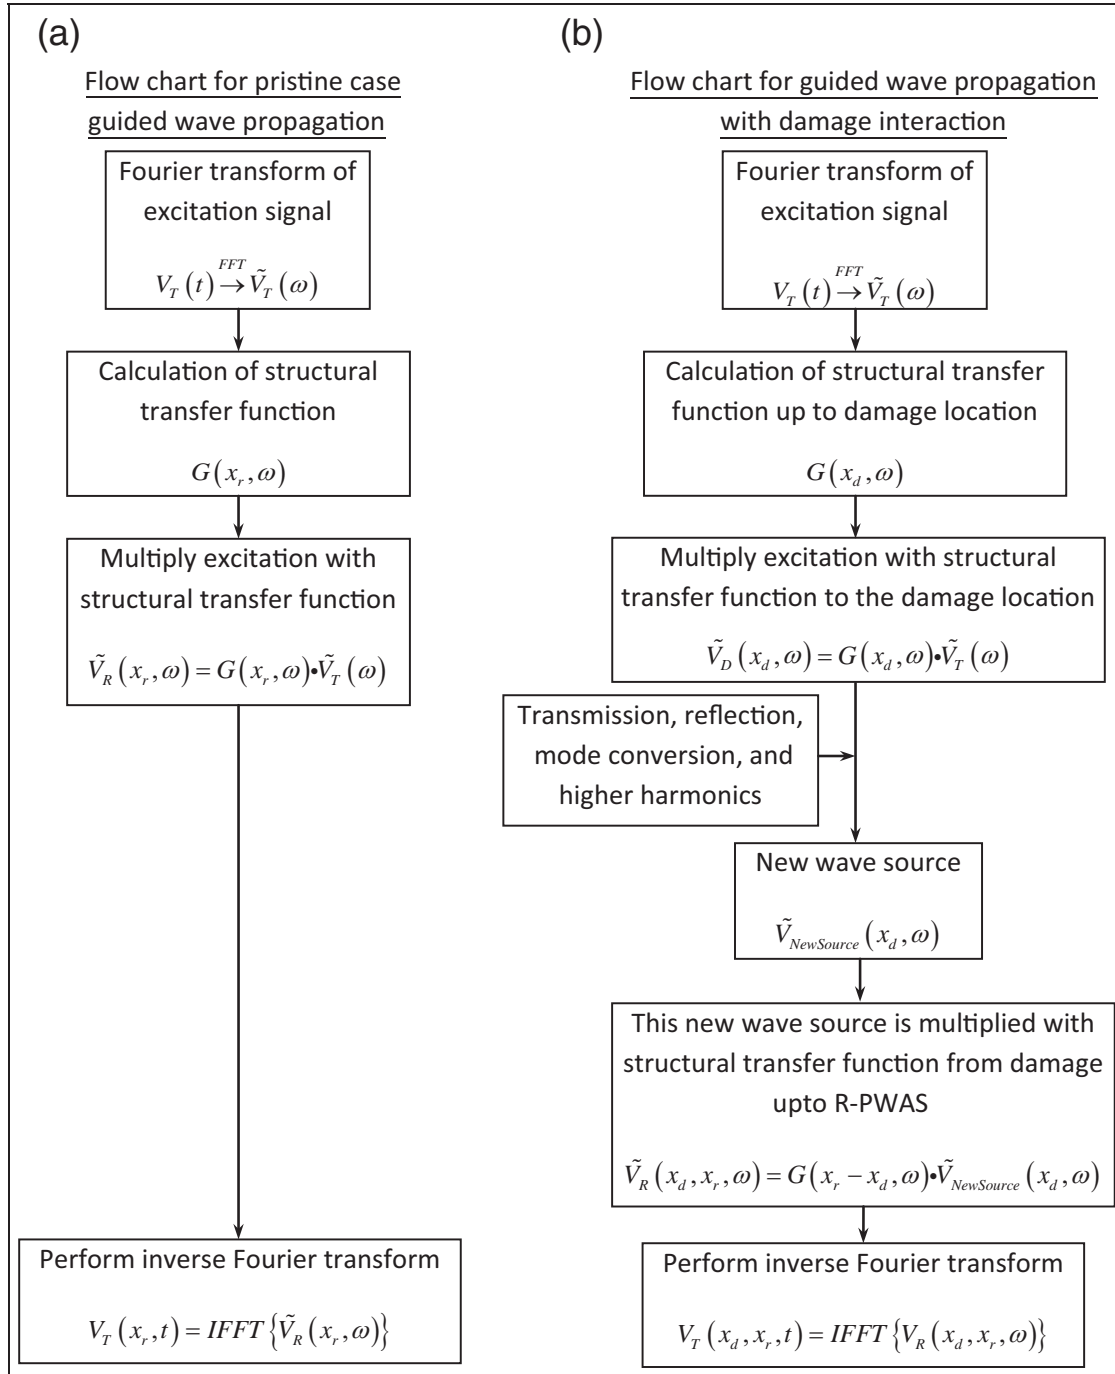 (a)
Flow chart for pristine case
guided wave propagation
Fourier transform of
excitation signal
V_T(t) →^{FFT} Ṽ_T(ω)
Calculation of structural
transfer function
G(x_r, ω)
Multiply excitation with
structural transfer function
Ṽ_R(x_r, ω) = G(x_r, ω)•Ṽ_T(ω)
Perform inverse Fourier transform
V_T(x_r, t) = IFFT{Ṽ_R(x_r, ω)}
(b)
Flow chart for guided wave propagation
with damage interaction
Fourier transform of
excitation signal
V_T(t) →^{FFT} Ṽ_T(ω)
Calculation of structural transfer
function up to damage location
G(x_d, ω)
Multiply excitation with structural
transfer function to the damage location
Ṽ_D(x_d, ω) = G(x_d, ω)•Ṽ_T(ω)
Transmission, reflection,
mode conversion, and
higher harmonics
New wave source
Ṽ_{NewSource}(x_d, ω)
This new wave source is multiplied with
structural transfer function from damage
upto R-PWAS
Ṽ_R(x_d, x_r, ω) = G(x_r − x_d, ω)•Ṽ_{NewSource}(x_d, ω)
Perform inverse Fourier transform
V_T(x_d, x_r, t) = IFFT{V_R(x_d, x_r, ω)}